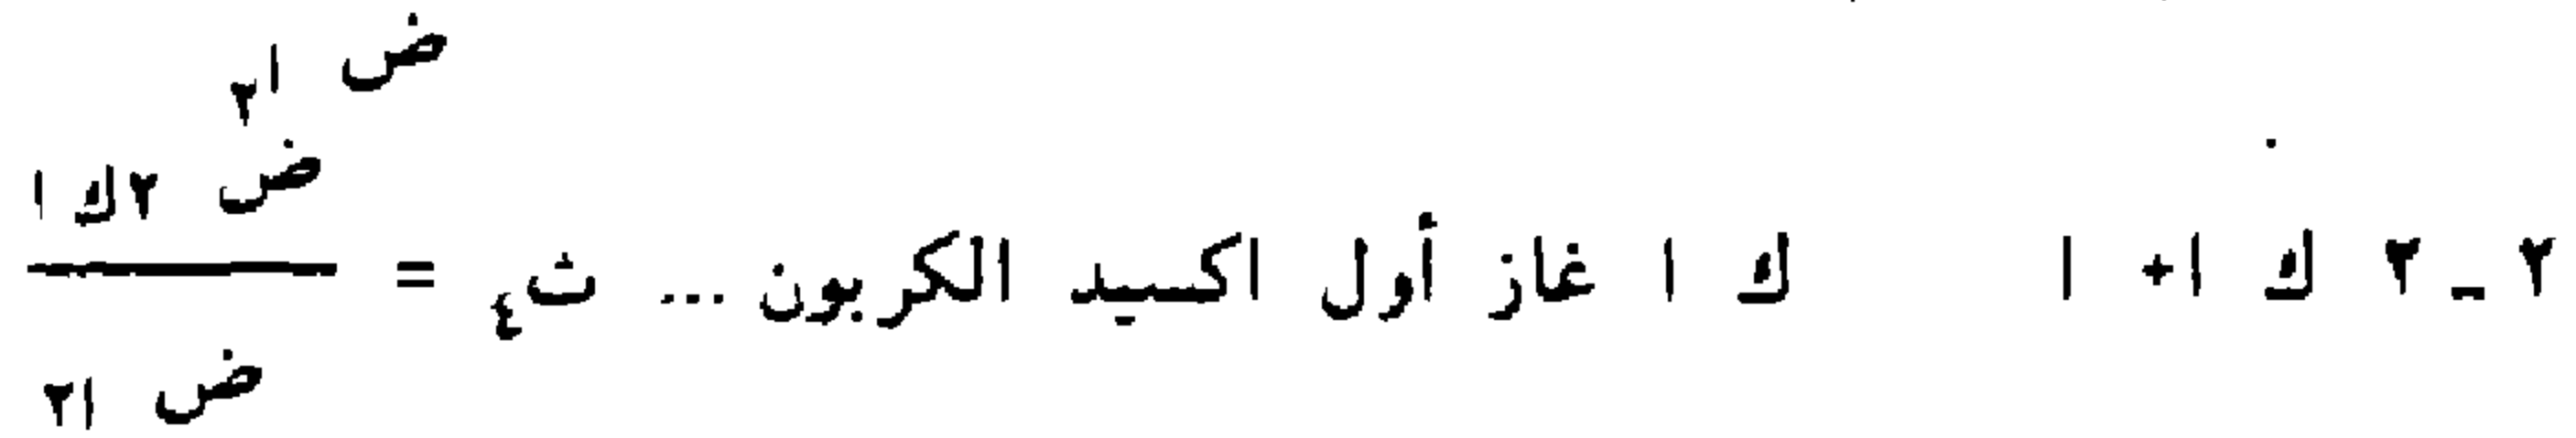 ض ا٢
ض ٢ك ا
٢ - ٢ ك ا + ا ك ا غاز أول اكسيد الكربون ... ث٤ =
ض ا٢